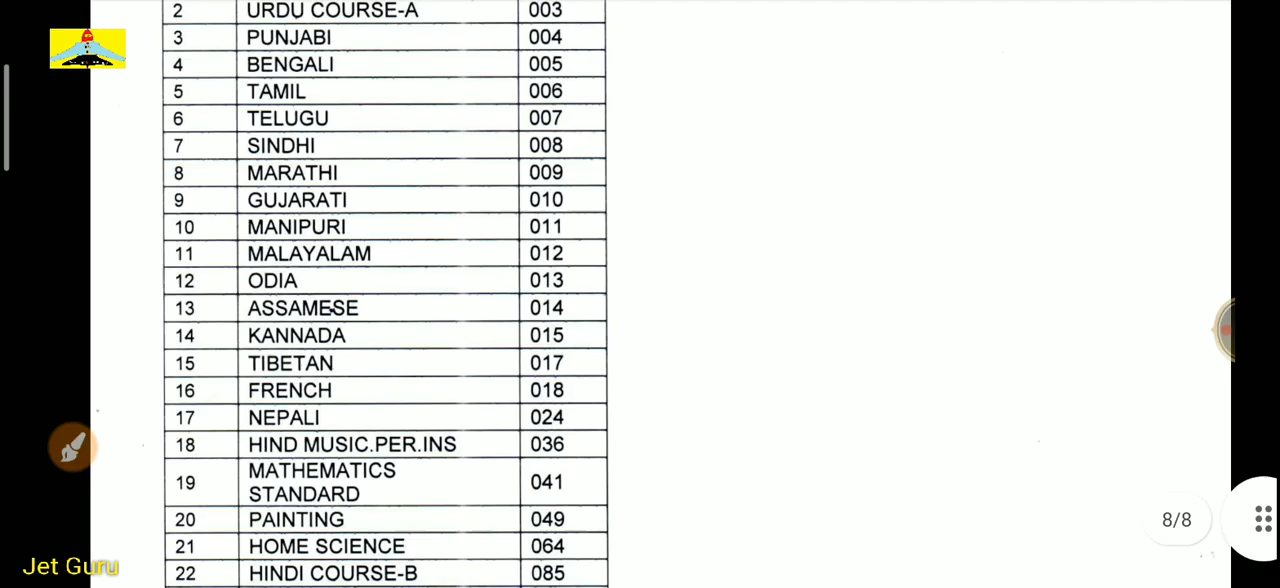 2 URDU COURSE-A 003
3 PUNJABI 004
4 BENGALI 005
5 TAMIL 006
6 TELUGU 007
7 SINDHI 008
8 MARATHI 009
9 GUJARATI 010
10 MANIPURI 011
11 MALAYALAM 012
12 ODIA 013
13 ASSAMESE 014
14 KANNADA 015
15 TIBETAN 017
16 FRENCH 018
17 NEPALI 024
18 HIND MUSIC.PER.INS 036
19 MATHEMATICS
STANDARD 041
20 PAINTING 049
21 HOME SCIENCE 064
22 HINDI COURSE-B 085
8/8
Jet Guru